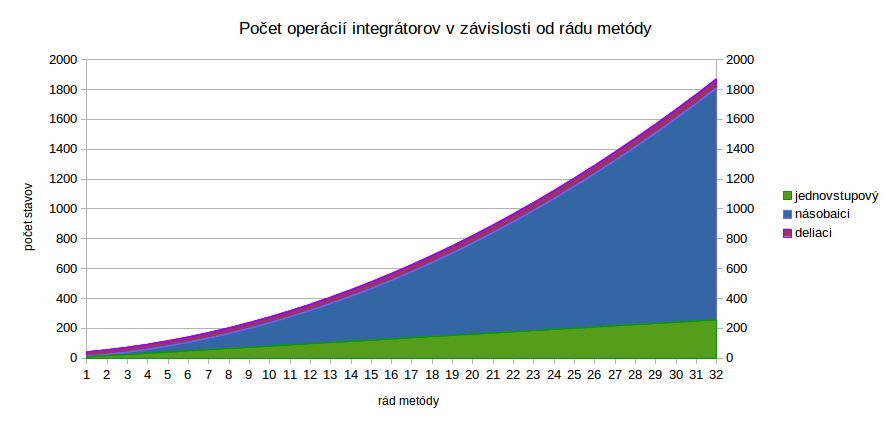 Počet operácií integrátorov v závislosti od rádu metódy
2000 2000
1800 1800
1600 1600
1400 1400
1200 1200
1000 1000
800 800
600 600
400 400
200 200
0 0
počet stavov
jednovstupový
násobaici
deliaci
1 2 3 4 5 6 7 8 9 10 11 12 13 14 15 16 17 18 19 20 21 22 23 24 25 26 27 28 29 30 31 32
rád metódy